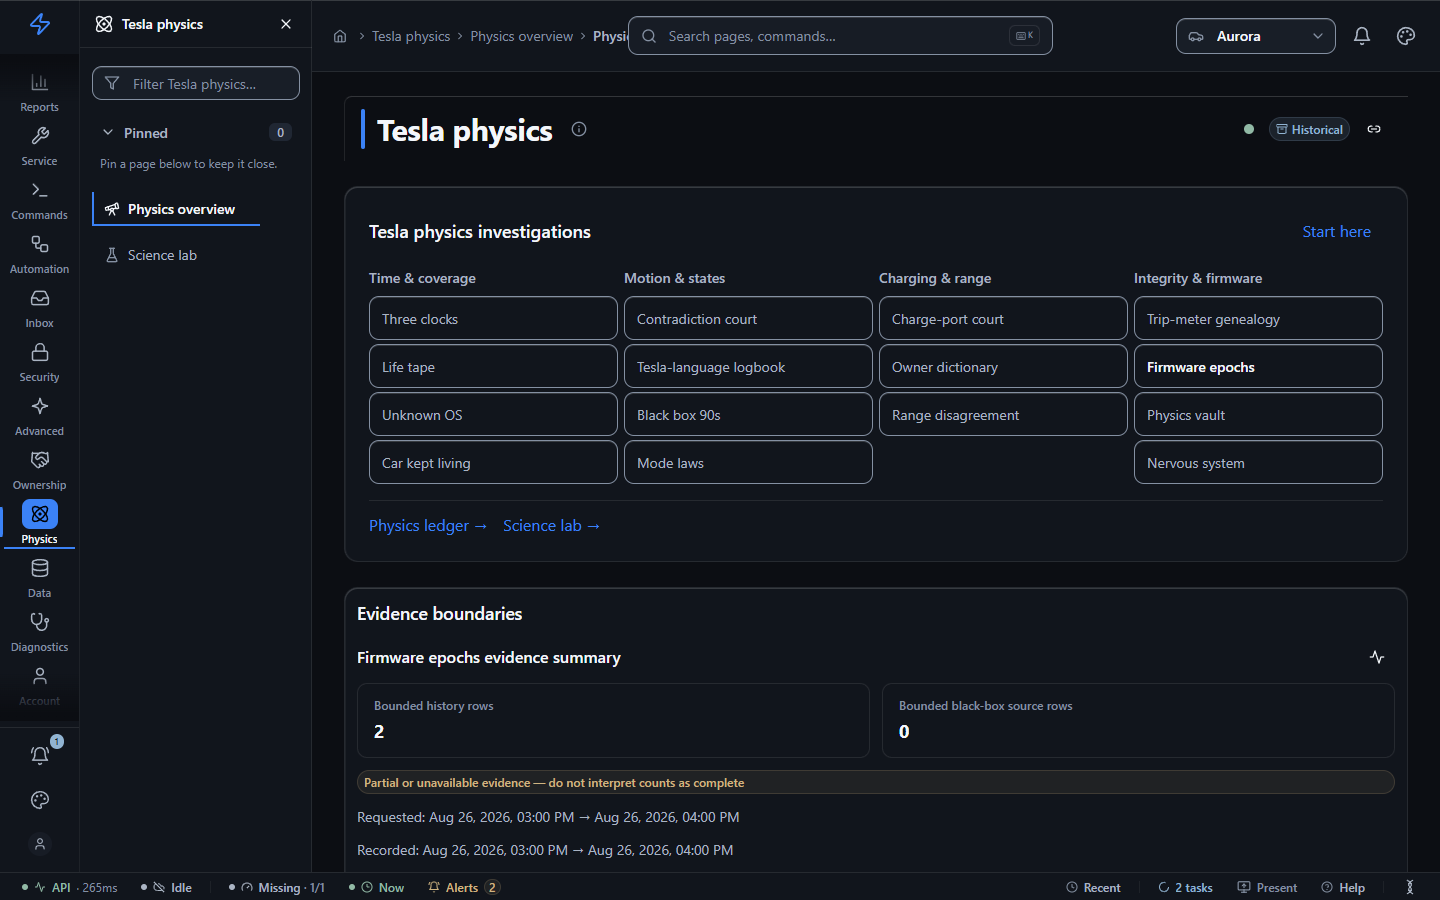 Tesla physics
Filter Tesla physics...
Pinned
0
Pin a page below to keep it close.
Physics overview
Science lab
Reports
Service
Commands
Automation
Inbox
Security
Advanced
Ownership
Physics
Data
Diagnostics
Account
1
Tesla physics
Physics overview
Search pages, commands...
K
Aurora
Tesla physics
Historical
Tesla physics investigations
Start here
Time & coverage
Motion & states
Charging & range
Integrity & firmware
Three clocks
Contradiction court
Charge-port court
Trip-meter genealogy
Life tape
Tesla-language logbook
Owner dictionary
Firmware epochs
Unknown OS
Black box 90s
Range disagreement
Physics vault
Car kept living
Mode laws
Nervous system
Physics ledger →
Science lab →
Evidence boundaries
Firmware epochs evidence summary
Bounded history rows
2
Bounded black-box source rows
0
Partial or unavailable evidence — do not interpret counts as complete
Requested: Aug 26, 2026, 03:00 PM → Aug 26, 2026, 04:00 PM
Recorded: Aug 26, 2026, 03:00 PM → Aug 26, 2026, 04:00 PM
API · 265ms
Idle
Missing · 1/1
Now
Alerts 2
Recent
2 tasks
Present
Help